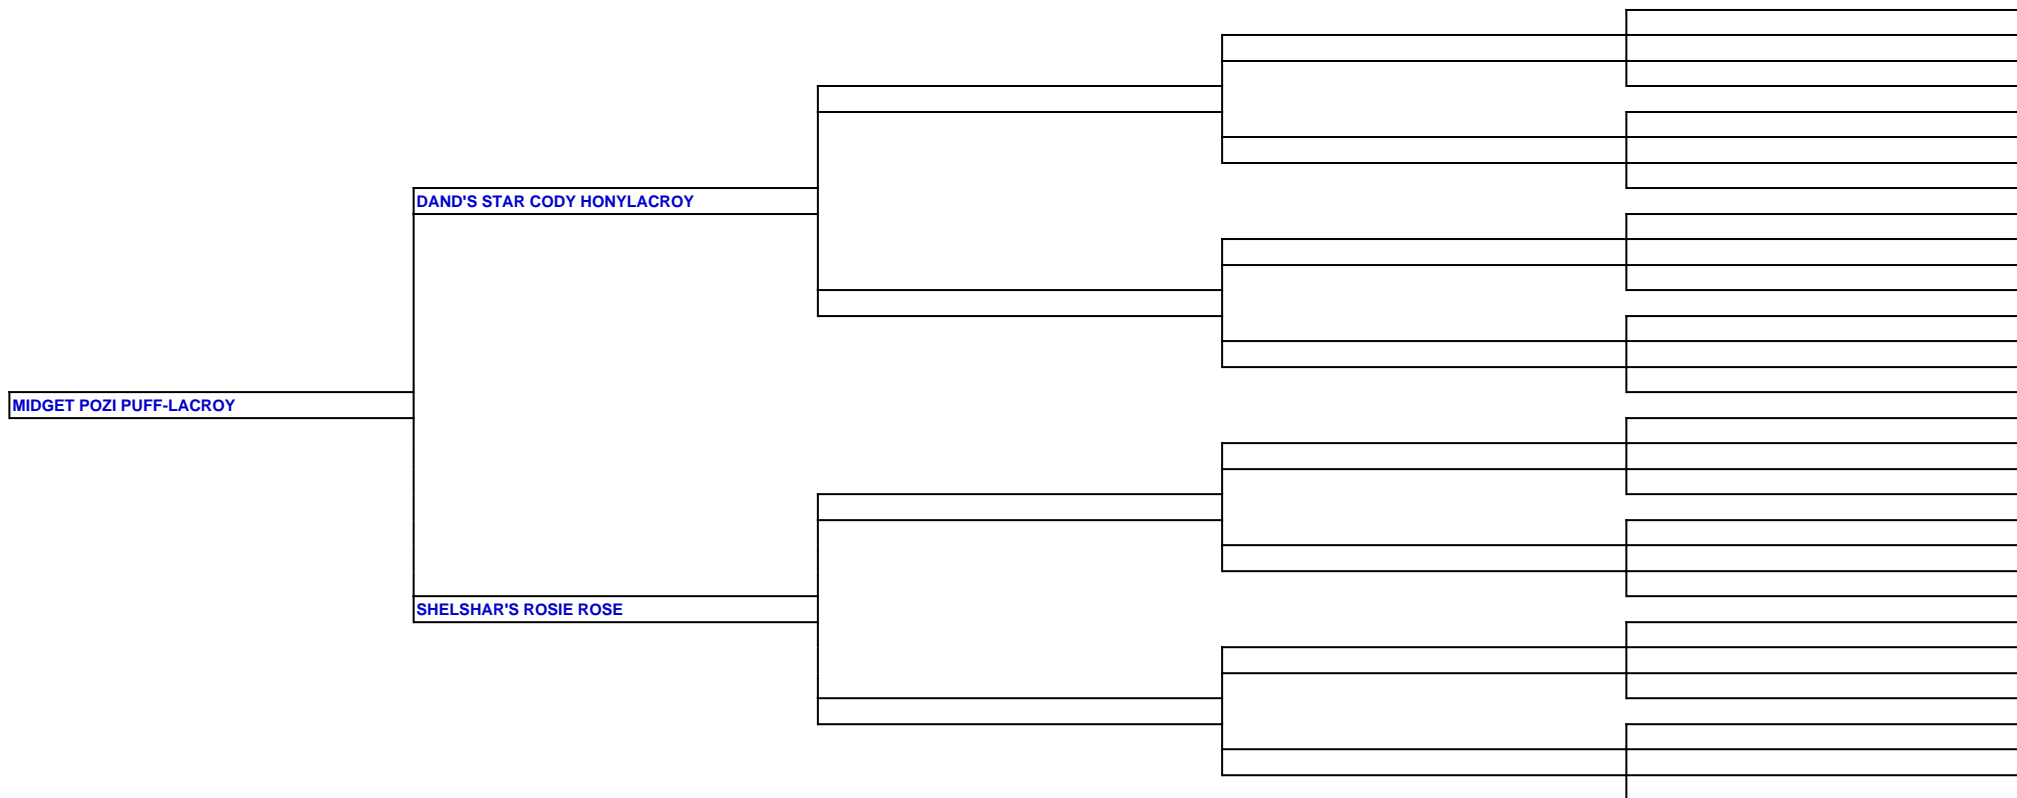 DAND'S STAR CODY HONYLACROY
MIDGET POZI PUFF-LACROY
SHELSHAR'S ROSIE ROSE